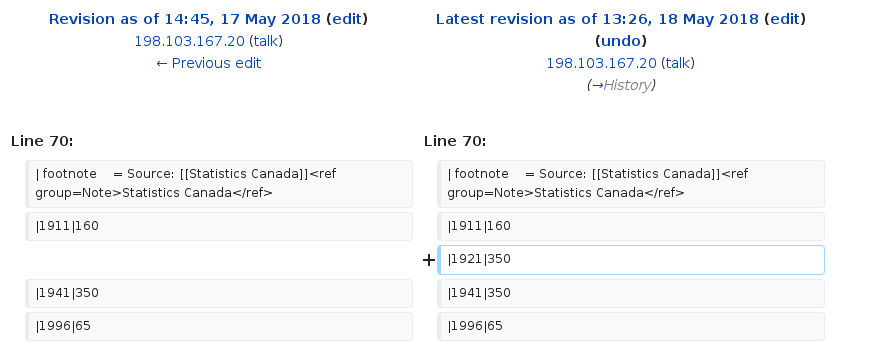 Revision as of 14:45, 17 May 2018 (edit)
198.103.167.20 (talk)
← Previous edit
Latest revision as of 13:26, 18 May 2018 (edit)
(undo)
198.103.167.20 (talk)
(→History)
Line 70:
Line 70:
| footnote    = Source: [[Statistics Canada]]<ref
group=Note>Statistics Canada</ref>
| footnote    = Source: [[Statistics Canada]]<ref
group=Note>Statistics Canada</ref>
|1911|160
|1911|160
+ |1921|350
|1941|350
|1941|350
|1996|65
|1996|65